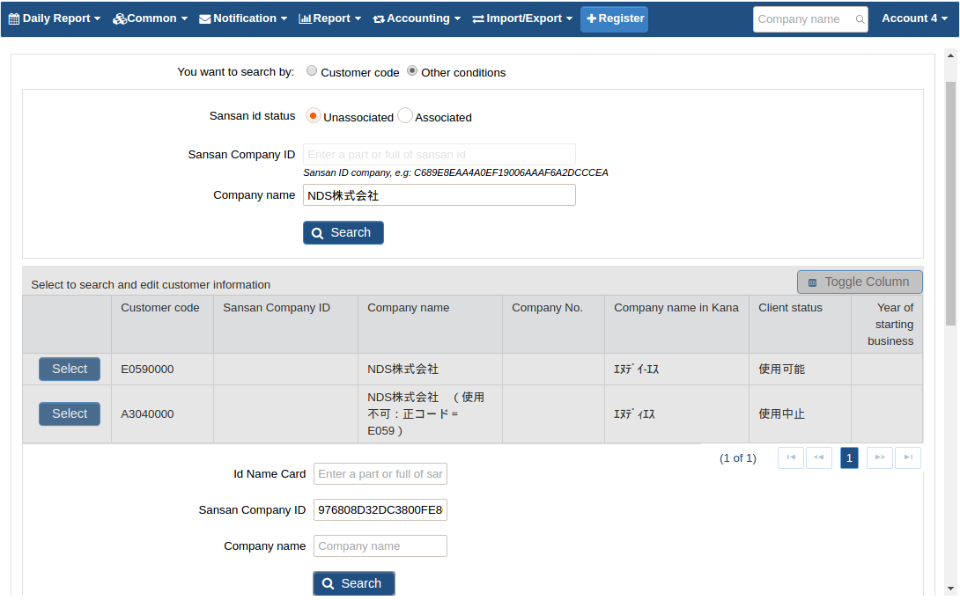 Daily Report Common Notification Report Accounting Import/Export Register Company name Account 4
You want to search by: Customer code Other conditions
Sansan id status Unassociated Associated
Sansan Company ID Enter a part or full of sansan id
Sansan ID company, e.g: C689E8EAA4A0EF19006AAAF6A2DCCCEA
Company name NDS株式会社
Search
Select to search and edit customer information Toggle Column
Customer code Sansan Company ID Company name Company No. Company name in Kana Client status Year of
starting
business
Select E0590000 NDS株式会社 ｴﾇﾃﾞｲ-ｴｽ 使用可能
NDS株式会社 （使用
Select A3040000 不可：正コード＝ ｴﾇﾃﾞｨｴｽ 使用中止
E059）
(1 of 1) 1
Id Name Card Enter a part or full of sar
Sansan Company ID 976808D32DC3800FE8
Company name Company name
Search